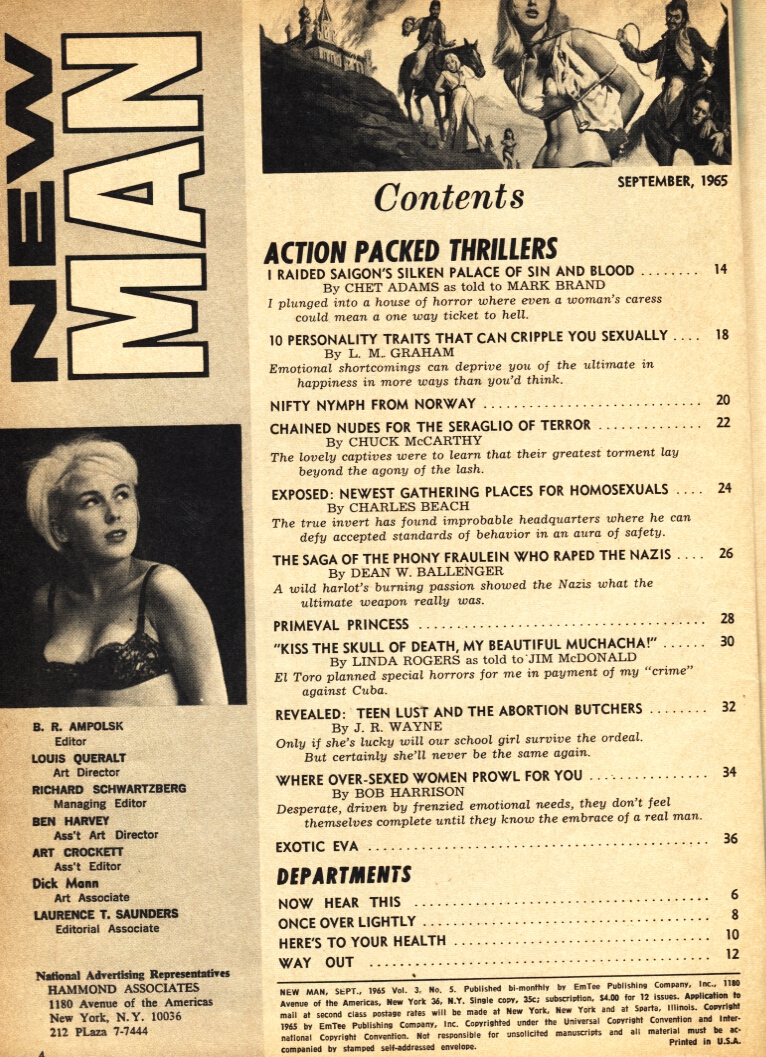 NEW
MAN
SEPTEMBER, 1965
Contents
ACTION PACKED THRILLERS
I RAIDED SAIGON'S SILKEN PALACE OF SIN AND BLOOD ........ 14
By CHET ADAMS as told to MARK BRAND
I plunged into a house of horror where even a woman's caress
could mean a one way ticket to hell.
10 PERSONALITY TRAITS THAT CAN CRIPPLE YOU SEXUALLY .... 18
By L. M. GRAHAM
Emotional shortcomings can deprive you of the ultimate in
happiness in more ways than you'd think.
NIFTY NYMPH FROM NORWAY ............................ 20
CHAINED NUDES FOR THE SERAGLIO OF TERROR .............. 22
By CHUCK McCARTHY
The lovely captives were to learn that their greatest torment lay
beyond the agony of the lash.
EXPOSED: NEWEST GATHERING PLACES FOR HOMOSEXUALS .... 24
By CHARLES BEACH
The true invert has found improbable headquarters where he can
defy accepted standards of behavior in an aura of safety.
THE SAGA OF THE PHONY FRAULEIN WHO RAPED THE NAZIS .... 26
By DEAN W. BALLENGER
A wild harlot's burning passion showed the Nazis what the
ultimate weapon really was.
PRIMEVAL PRINCESS .................................... 28
"KISS THE SKULL OF DEATH, MY BEAUTIFUL MUCHACHA!" ...... 30
By LINDA ROGERS as told to JIM McDONALD
El Toro planned special horrors for me in payment of my "crime"
against Cuba.
REVEALED: TEEN LUST AND THE ABORTION BUTCHERS ........ 32
By J. R. WAYNE
Only if she's lucky will our school girl survive the ordeal.
But certainly she'll never be the same again.
WHERE OVER-SEXED WOMEN PROWL FOR YOU ............... 34
By BOB HARRISON
Desperate, driven by frenzied emotional needs, they don't feel
themselves complete until they know the embrace of a real man.
EXOTIC EVA .......................................... 36
DEPARTMENTS
NOW HEAR THIS .................................... 6
ONCE OVER LIGHTLY ................................... 8
HERE'S TO YOUR HEALTH ............................... 10
WAY OUT .......................................... 12
NEW MAN, SEPT., 1965 Vol. 3, No. 5. Published bi-monthly by EmTee Publishing Company, Inc., 1180
Avenue of the Americas, New York 36, N.Y. Single copy, 35c; subscription, $4.00 for 12 issues. Application to
mail at second class postage rates will be made at New York, New York and at Sparta, Illinois. Copyright
1965 by EmTee Publishing Company, Inc. Copyrighted under the Universal Copyright Convention and Inter-
national Copyright Convention. Not responsible for unsolicited manuscripts and all material must be ac-
companied by stamped self-addressed envelope. Printed in U.S.A.
B. R. AMPOLSK
Editor
LOUIS QUERALT
Art Director
RICHARD SCHWARTZBERG
Managing Editor
BEN HARVEY
Ass't Art Director
ART CROCKETT
Ass't Editor
Dick Mann
Art Associate
LAURENCE T. SAUNDERS
Editorial Associate
National Advertising Representatives
HAMMOND ASSOCIATES
1180 Avenue of the Americas
New York, N. Y. 10036
212 PLaza 7-7444
4